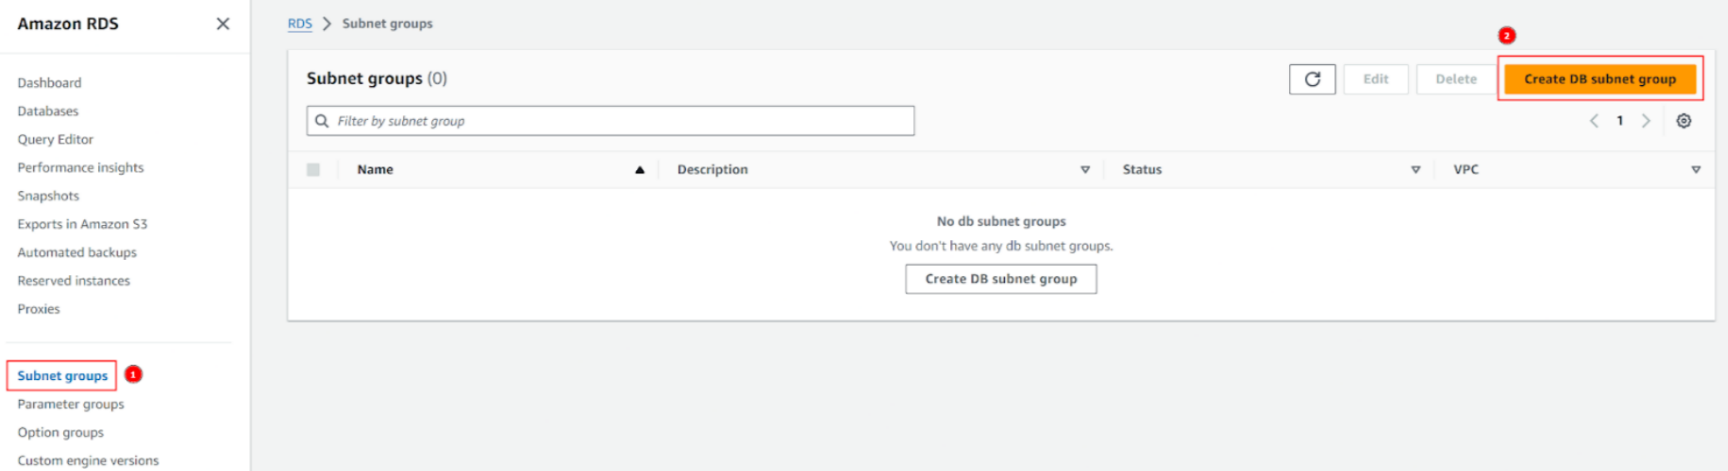 Amazon RDS
Dashboard
Databases
Query Editor
Performance insights
Snapshots
Exports in Amazon S3
Automated backups
Reserved instances
Proxies
Subnet groups 1
Parameter groups
Option groups
Custom engine versions
RDS > Subnet groups
2
Subnet groups (0)
Edit
Delete
Create DB subnet group
Filter by subnet group
1
Name
Description
Status
VPC
No db subnet groups
You don't have any db subnet groups.
Create DB subnet group